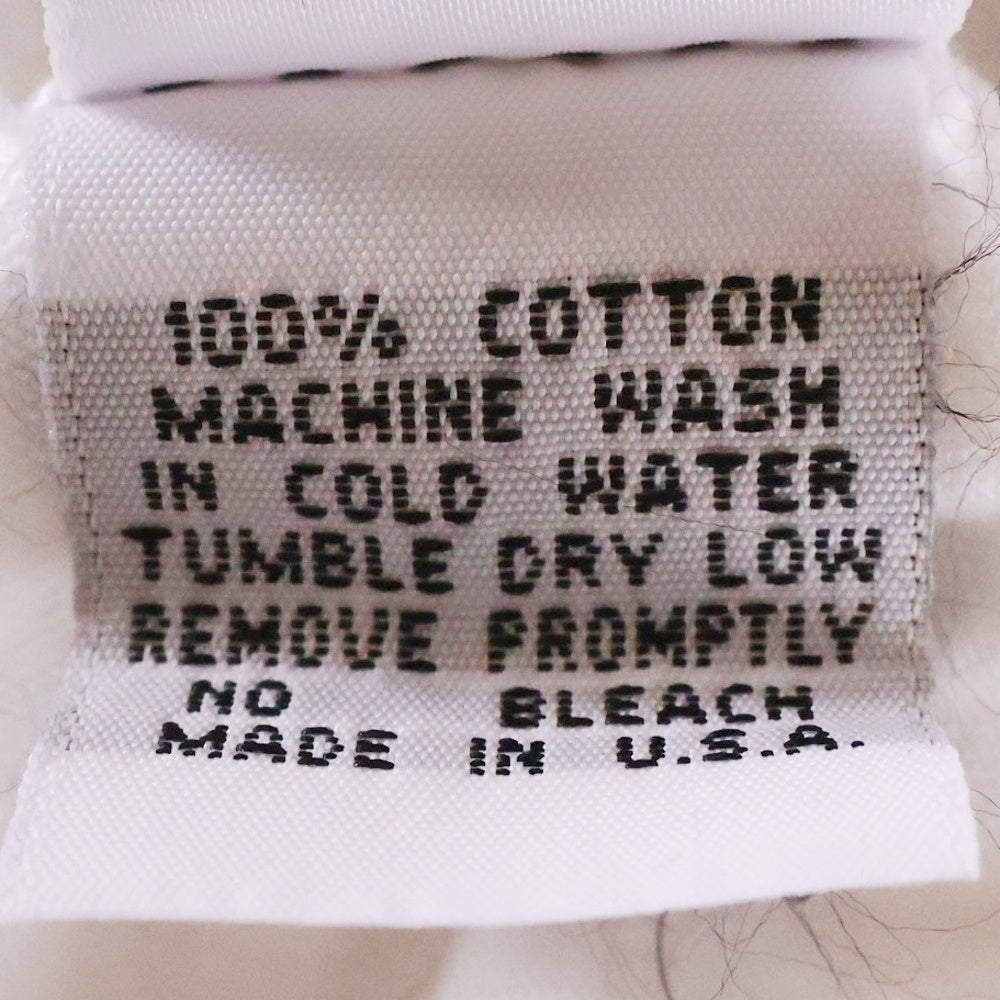 100% COTTON
MACHINE WASH
IN COLD WATER
TUMBLE DRY LOW
REMOVE PROMPTLY
NO BLEACH
MADE IN U.S.A.